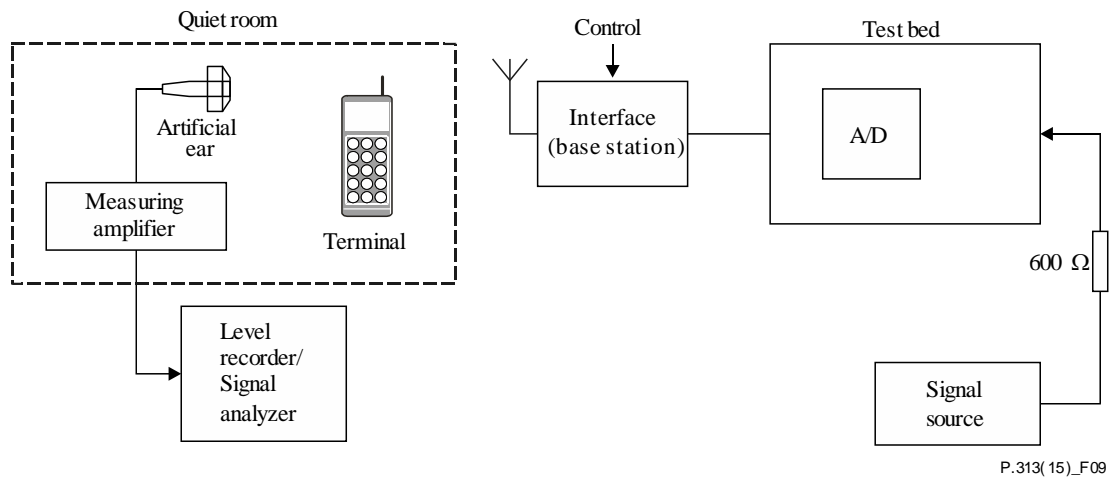 Quiet room
Artificial
ear
Measuring
amplifier
Terminal
Level
recorder/
Signal
analyzer
Control
Interface
(base station)
Test bed
A/D
600 Ω
Signal
source
P.313(15)_F09